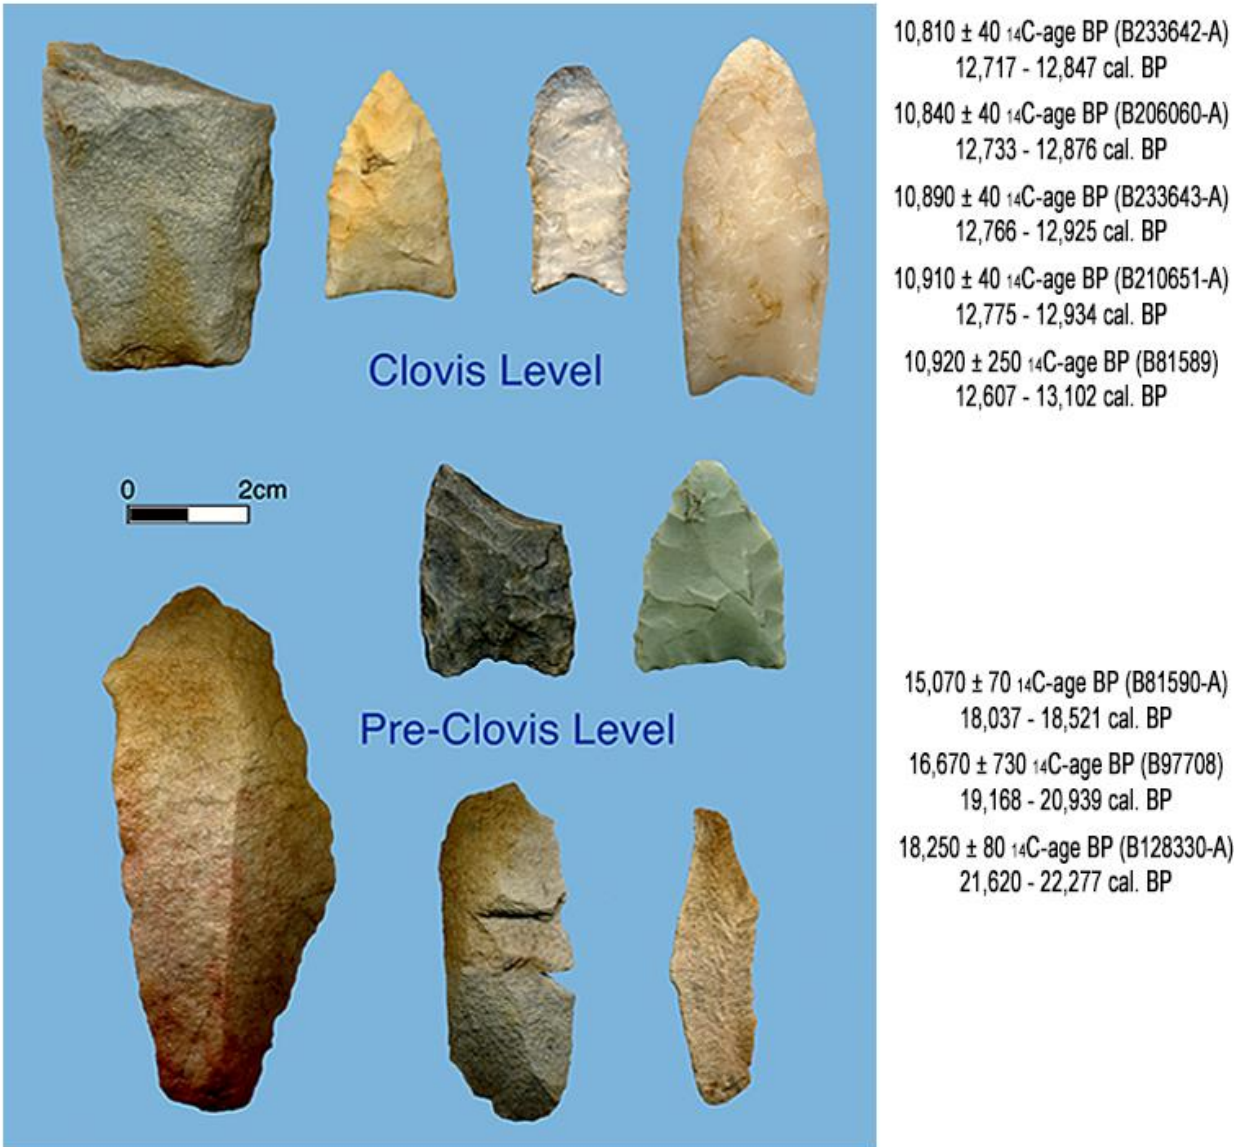 10,810 ± 40 14C-age BP (B233642-A)
12,717 - 12,847 cal. BP
10,840 ± 40 14C-age BP (B206060-A)
12,733 - 12,876 cal. BP
10,890 ± 40 14C-age BP (B233643-A)
12,766 - 12,925 cal. BP
10,910 ± 40 14C-age BP (B210651-A)
12,775 - 12,934 cal. BP
10,920 ± 250 14C-age BP (B81589)
12,607 - 13,102 cal. BP
Clovis Level
0 2cm
Pre-Clovis Level
15,070 ± 70 14C-age BP (B81590-A)
18,037 - 18,521 cal. BP
16,670 ± 730 14C-age BP (B97708)
19,168 - 20,939 cal. BP
18,250 ± 80 14C-age BP (B128330-A)
21,620 - 22,277 cal. BP